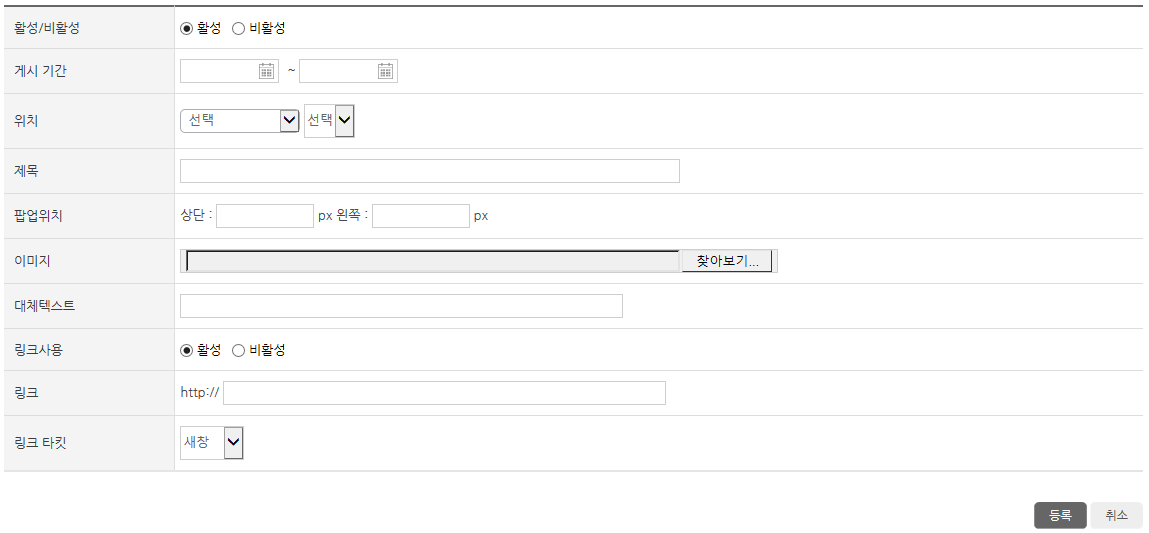 활성/비활성 활성 비활성
게시 기간 ~
위치 선택 선택
제목
팝업위치 상단 : px 왼쪽 : px
이미지 찾아보기...
대체텍스트
링크사용 활성 비활성
링크 http://
링크 타킷 새창
등록 취소